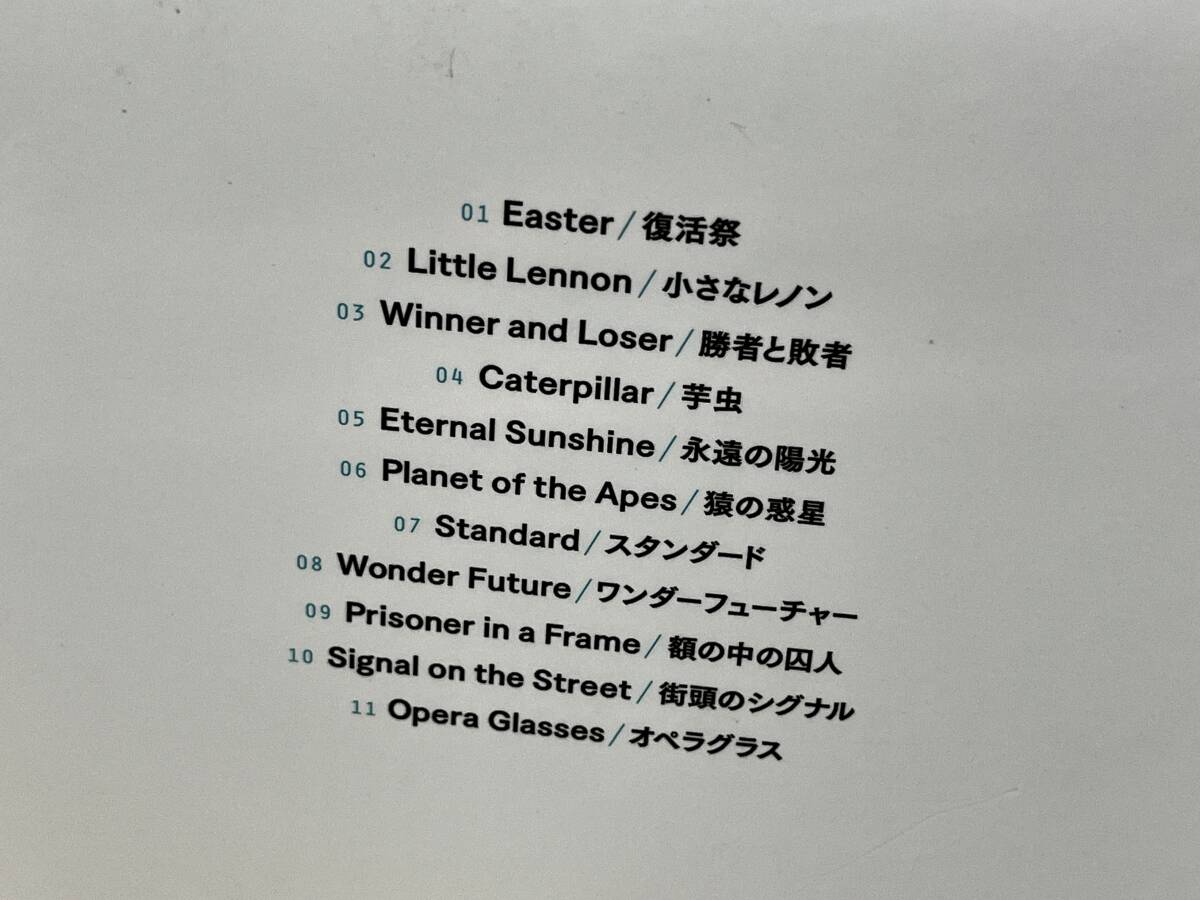 01 Easter / 復活祭
02 Little Lennon / 小さなレノン
03 Winner and Loser / 勝者と敗者
04 Caterpillar / 芋虫
05 Eternal Sunshine / 永遠の陽光
06 Planet of the Apes / 猿の惑星
07 Standard / スタンダード
08 Wonder Future / ワンダーフューチャー
09 Prisoner in a Frame / 額の中の囚人
10 Signal on the Street / 街頭のシグナル
11 Opera Glasses / オペラグラス